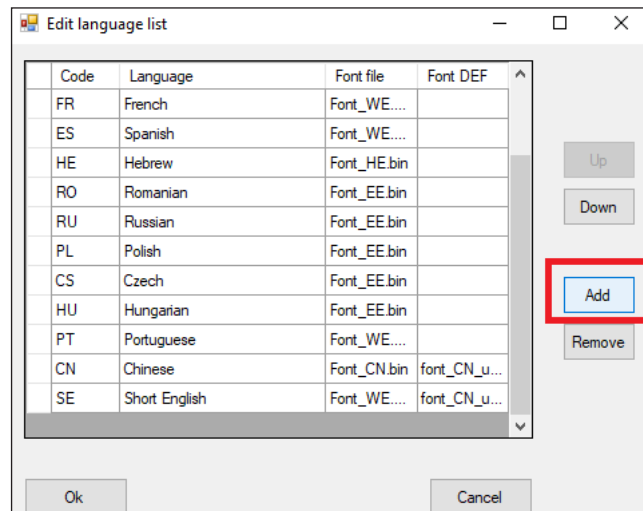 Edit language list
Code Language Font file Font DEF
FR French Font_WE....
ES Spanish Font_WE....
HE Hebrew Font_HE.bin
RO Romanian Font_EE.bin
RU Russian Font_EE.bin
PL Polish Font_EE.bin
CS Czech Font_EE.bin
HU Hungarian Font_EE.bin
PT Portuguese Font_WE....
CN Chinese Font_CN.bin font_CN_u...
SE Short English Font_WE.... font_CN_u...
Up
Down
Add
Remove
Ok Cancel